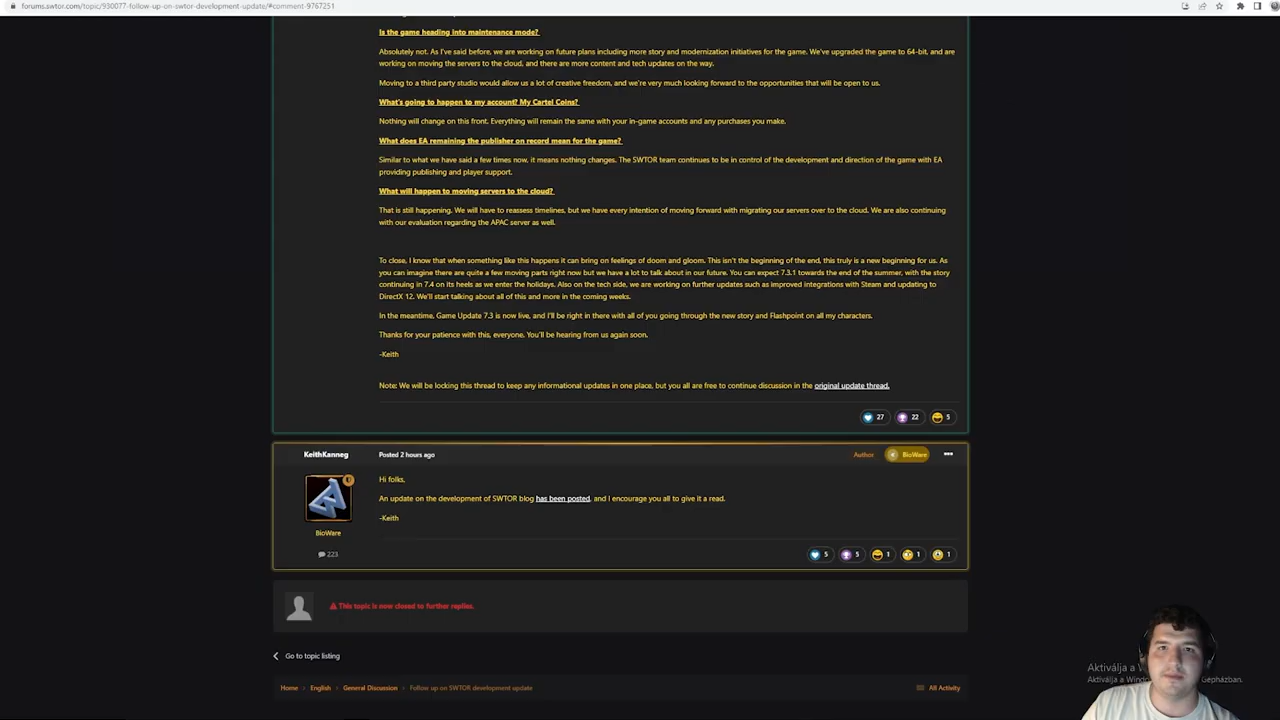 forums.swtor.com/topic/930077-follow-up-on-swtor-development-update/#comment-9767251
Is the game heading into maintenance mode?
Absolutely not. As I've said before, we are working on future plans including more story and modernization initiatives for the game. We've upgraded the game to 64-bit, and are
working on moving the servers to the cloud, and there are more content and tech updates on the way.
Moving to a third party studio would allow us a lot of creative freedom, and we're very much looking forward to the opportunities that will be open to us.
What's going to happen to my account? My Cartel Coins?
Nothing will change on this front. Everything will remain the same with your in-game accounts and any purchases you make.
What does EA remaining the publisher on record mean for the game?
Similar to what we have said a few times now, it means nothing changes. The SWTOR team continues to be in control of the development and direction of the game with EA
providing publishing and player support.
What will happen to moving servers to the cloud?
That is still happening. We will have to reassess timelines, but we have every intention of moving forward with migrating our servers over to the cloud. We are also continuing
with our evaluation regarding the APAC server as well.
To close, I know that when something like this happens it can bring on feelings of doom and gloom. This isn't the beginning of the end, this truly is a new beginning for us. As
you can imagine there are quite a few moving parts right now but we have a lot to talk about in our future. You can expect 7.3.1 towards the end of the summer, with the story
continuing in 7.4 on its heels as we enter the holidays. Also on the tech side, we are working on further updates such as improved integrations with Steam and updating to
DirectX 12. We'll start talking about all of this and more in the coming weeks.
In the meantime, Game Update 7.3 is now live, and I'll be right in there with all of you going through the new story and Flashpoint on all my characters.
Thanks for your patience with this, everyone. You'll be hearing from us again soon.
-Keith
Note: We will be locking this thread to keep any informational updates in one place, but you all are free to continue discussion in the original update thread.
27 22 5
KeithKanneg Posted 2 hours ago Author BioWare
Hi folks,
An update on the development of SWTOR blog has been posted, and I encourage you all to give it a read.
-Keith
BioWare
223
5 5 1 1 1
This topic is now closed to further replies.
Go to topic listing
Home English General Discussion Follow up on SWTOR development update All Activity
Aktiválja a
Aktiválja a Gépházban.